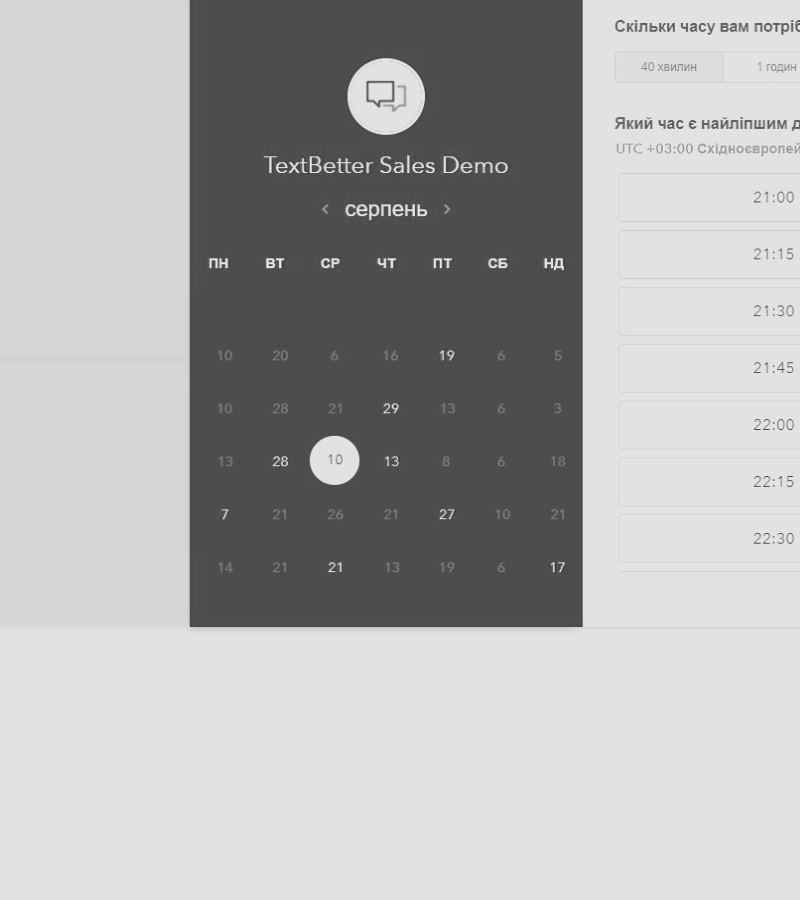 TextBetter Sales Demo
серпень
ПН ВТ СР ЧТ ПТ СБ НД
10 20 6 16 19 6 5
10 28 21 29 13 6 3
13 28 10 13 8 6 18
7 21 26 21 27 10 21
14 21 21 13 19 6 17
Скільки часу вам
40 хвилин 1 годин
Який час є найліпшим
UTC +03:00
21:00
21:15
21:30
21:45
22:00
22:15
22:30